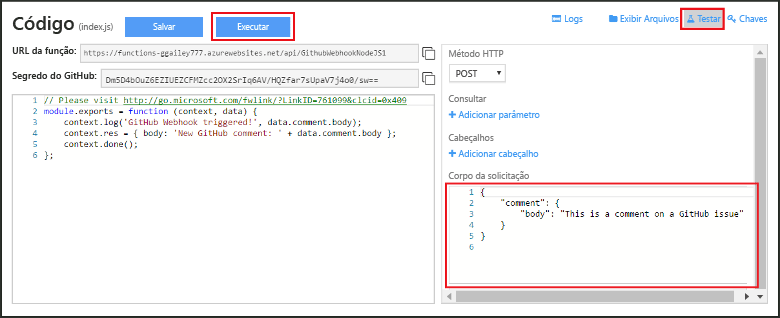 Código (index.js) Salvar Executar Logs Exibir Arquivos Testar Chaves
URL da função: https://functions-ggailey777.azurewebsites.net/api/GithubWebhookNodeJS1
Segredo do GitHub: Dm5D4bOuZ6EZIUEZCFMZcc2OX2SrIq6AV/HQZfar7sUpaV7j4o0/sw==
1 // Please visit http://go.microsoft.com/fwlink/?LinkID=761099&clcid=0x409
2 module.exports = function (context, data) {
3 context.log('GitHub Webhook triggered!', data.comment.body);
4 context.res = { body: 'New GitHub comment: ' + data.comment.body };
5 context.done();
6 };
Método HTTP
POST
Consultar
+ Adicionar parâmetro
Cabeçalhos
+ Adicionar cabeçalho
Corpo da solicitação
1 {
2 "comment": {
3 "body": "This is a comment on a GitHub issue"
4 }
5 }
6